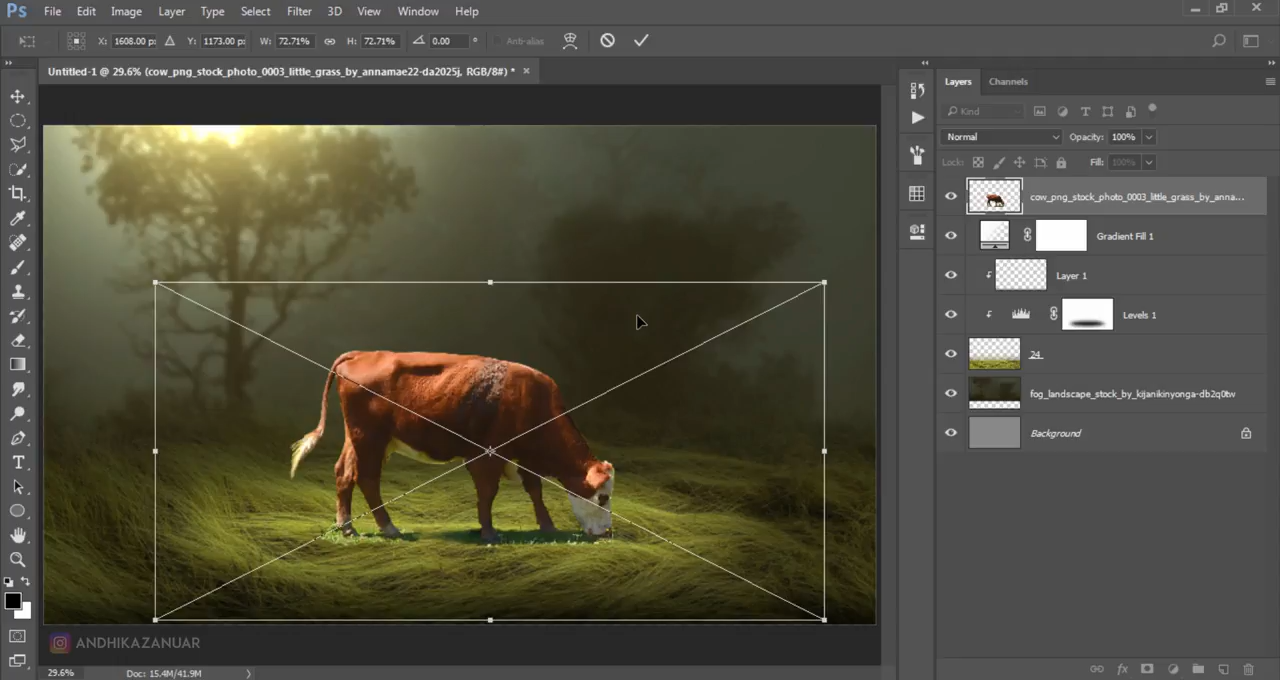 Ps File Edit Image Layer Type Select Filter 3D View Window Help
X: 1608.00 p: Y: 1173.00 p: W: 72.71% H: 72.71% 0.00 ° Anti-alias
Untitled-1 @ 29.6% (cow_png_stock_photo_0003_little_grass_by_annamae22-da2025j, RGB/8#) * ×
Layers Channels
Kind
Normal Opacity: 100%
Lock: Fill: 100%
cow_png_stock_photo_0003_little_grass_by_anna...
Gradient Fill 1
Layer 1
Levels 1
24
fog_landscape_stock_by_kijanikinyonga-db2q0tw
Background
ANDHIKAZANUAR
29.6% Doc: 15.4M/41.9M